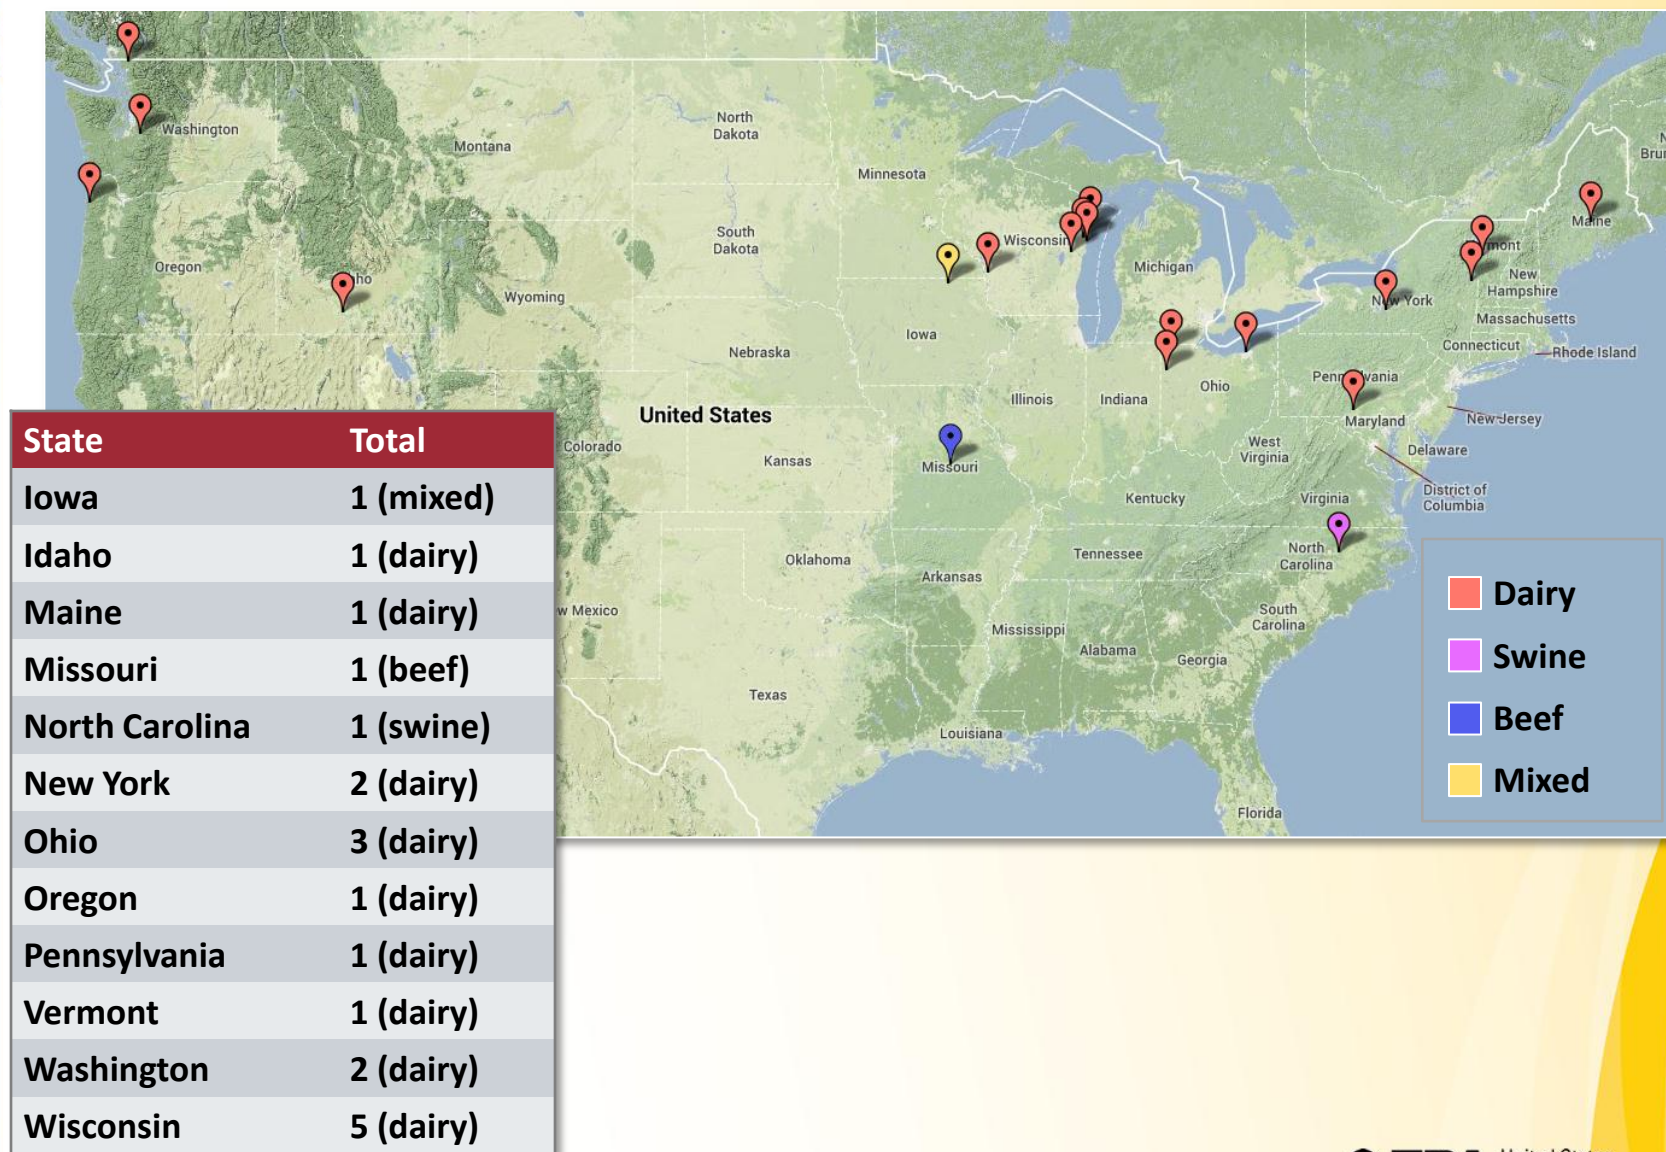 Washington
Montana
North
Dakota
Minnesota
Maine
Oregon
South
Dakota
Wisconsin
Michigan
New
Hampshire
Wyoming
New York
Massachusetts
Iowa
Nebraska
Connecticut
Rhode Island
Ohio
Illinois
Indiana
United States
Maryland
New Jersey
Colorado
Kansas
Missouri
West
Virginia
Delaware
Kentucky
Virginia
District of
Columbia
Oklahoma
Tennessee
North
Carolina
Arkansas
w Mexico
Mississippi
South
Carolina
Alabama
Georgia
Texas
Louisiana
Florida
Dairy
Swine
Beef
Mixed
State Total
Iowa 1 (mixed)
Idaho 1 (dairy)
Maine 1 (dairy)
Missouri 1 (beef)
North Carolina 1 (swine)
New York 2 (dairy)
Ohio 3 (dairy)
Oregon 1 (dairy)
Pennsylvania 1 (dairy)
Vermont 1 (dairy)
Washington 2 (dairy)
Wisconsin 5 (dairy)